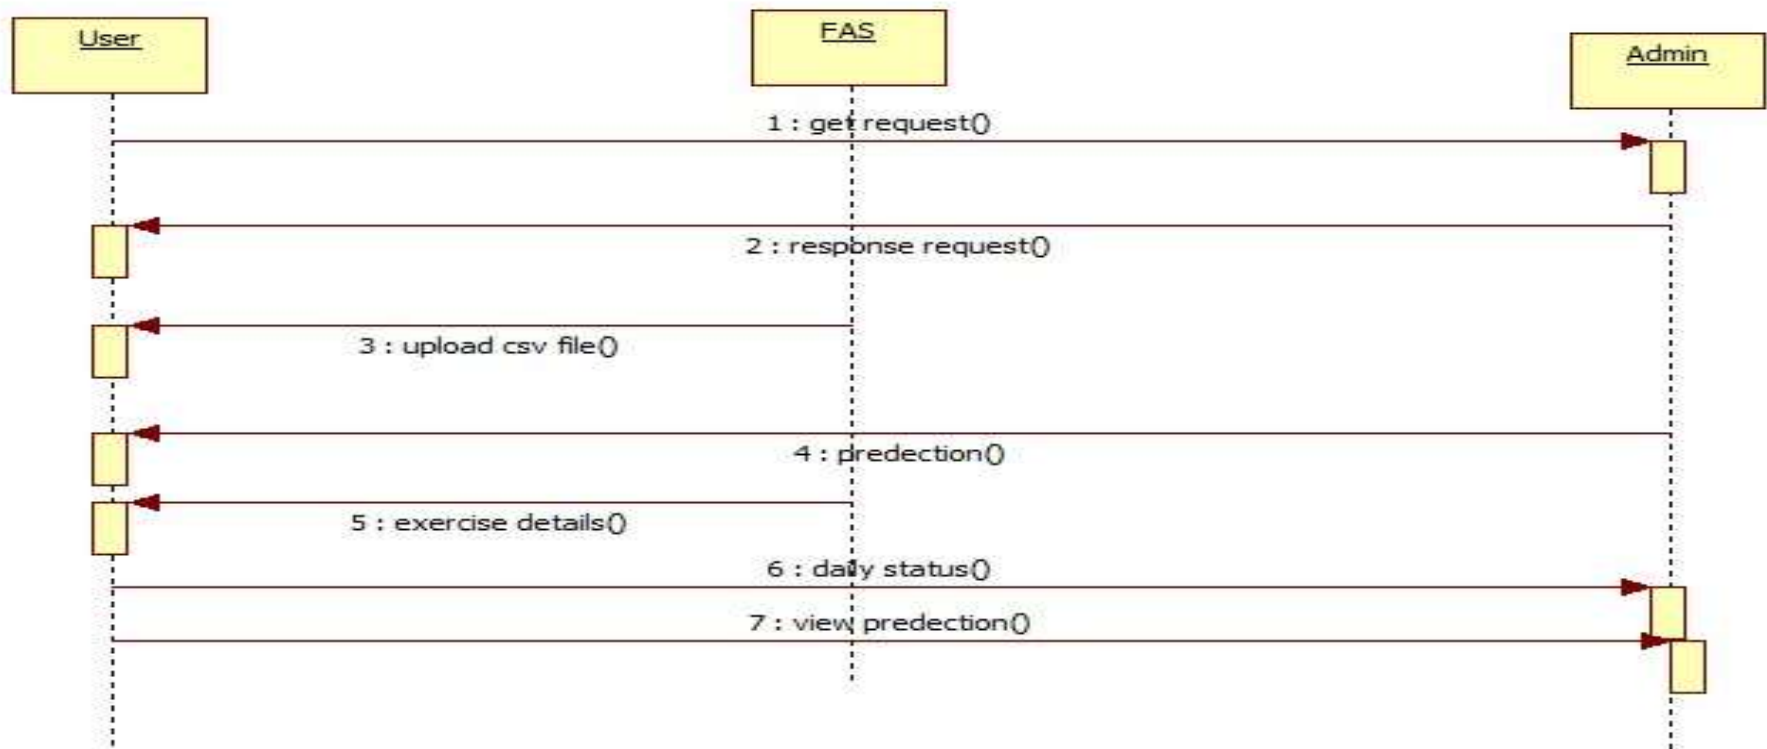 User
FAS
Admin
1 : get request()
2 : response request()
3 : upload csv file()
4 : predection()
5 : exercise details()
6 : daily status()
7 : view predection()